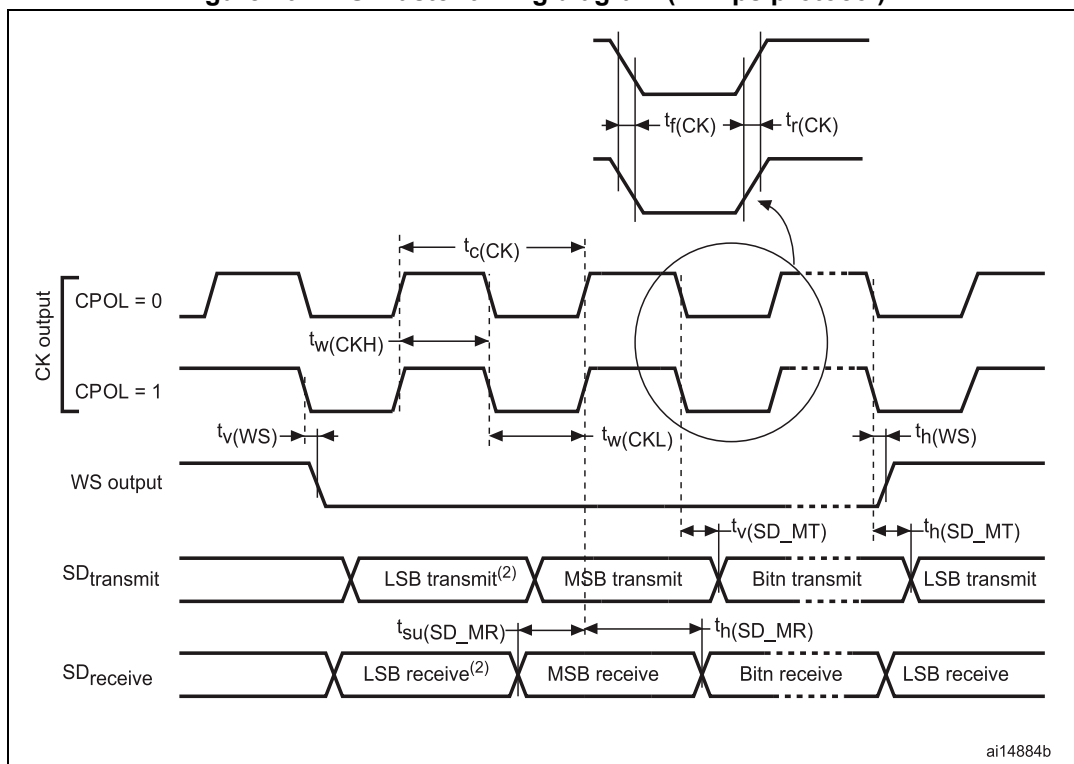 tf(CK)
tr(CK)
tc(CK)
CK output
CPOL = 0
tw(CKH)
CPOL = 1
tv(WS)
tw(CKL)
th(WS)
WS output
tv(SD_MT)
th(SD_MT)
SDtransmit
LSB transmit(2)
MSB transmit
Bitn transmit
LSB transmit
tsu(SD_MR)
th(SD_MR)
SDreceive
LSB receive(2)
MSB receive
Bitn receive
LSB receive
ai14884b